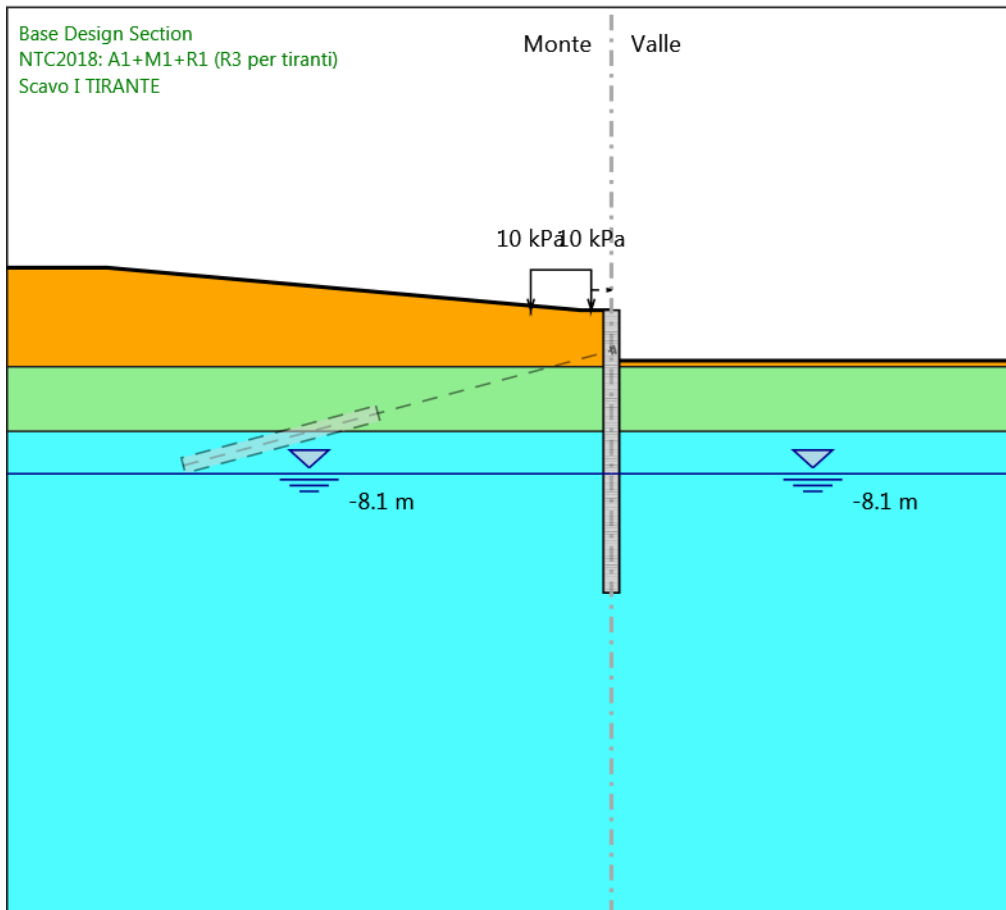 Base Design Section
NTC2018: A1+M1+R1 (R3 per tiranti)
Scavo I TIRANTE
Monte
Valle
10 kPa
10 kPa
-8.1 m
-8.1 m